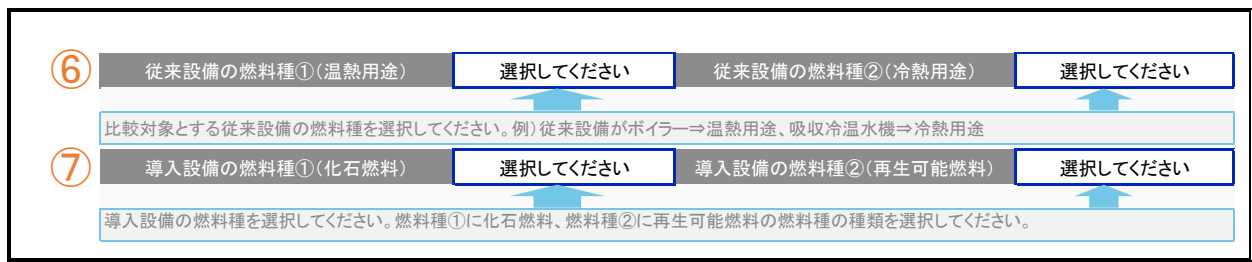 ⑥ 従来設備の燃料種①(温熱用途) 選択してください 従来設備の燃料種②(冷熱用途) 選択してください
比較対象とする従来設備の燃料種を選択してください。例)従来設備がボイラー⇒温熱用途、吸収冷温水機⇒冷熱用途
⑦ 導入設備の燃料種①(化石燃料) 選択してください 導入設備の燃料種②(再生可能燃料) 選択してください
導入設備の燃料種を選択してください。燃料種①に化石燃料、燃料種②に再生可能燃料の燃料種の種類を選択してください。